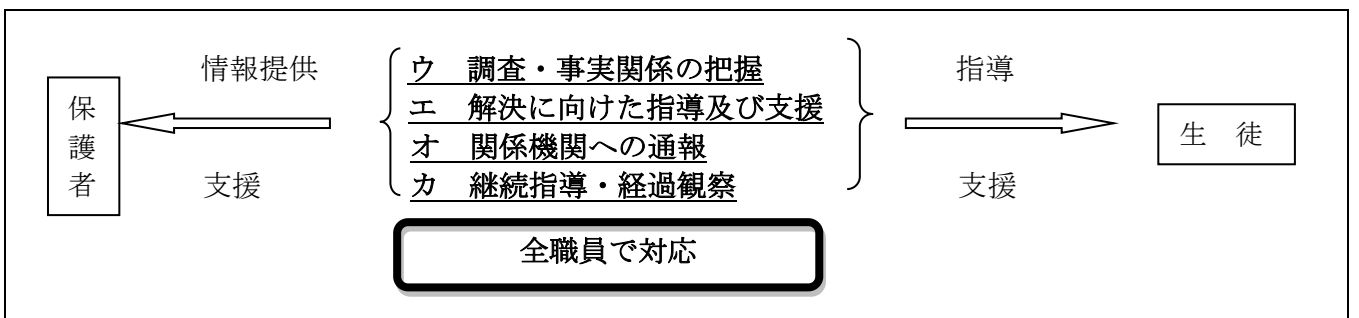 保護者
情報提供
支援
ウ 調査・事実関係の把握
エ 解決に向けた指導及び支援
オ 関係機関への通報
カ 継続指導・経過観察
全職員で対応
指導
支援
生 徒